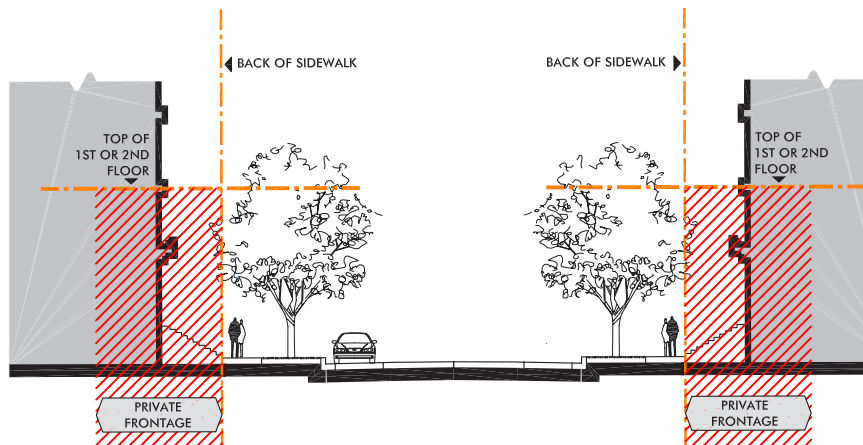 BACK OF SIDEWALK
BACK OF SIDEWALK
TOP OF
1ST OR 2ND
FLOOR
TOP OF
1ST OR 2ND
FLOOR
PRIVATE
FRONTAGE
PRIVATE
FRONTAGE